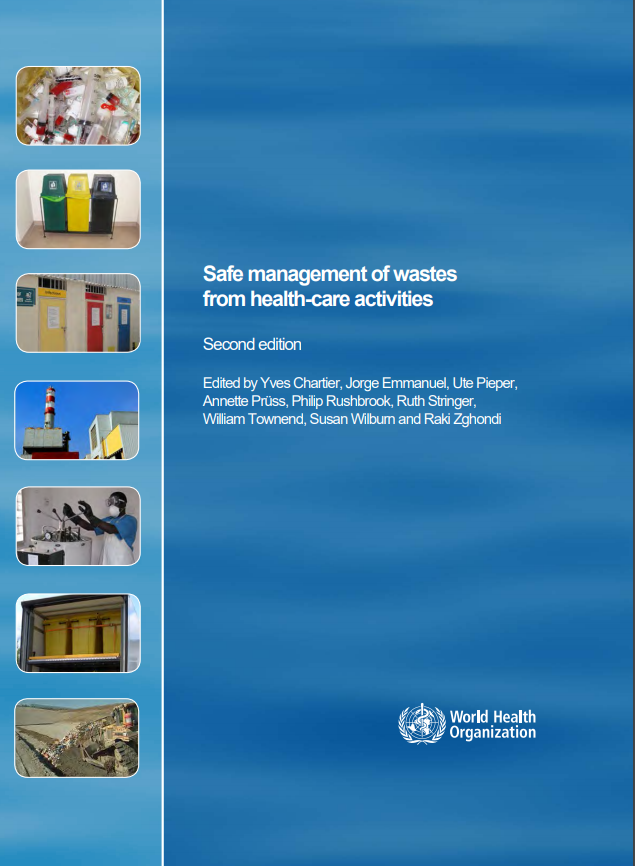 Safe management of wastes
from health-care activities
Second edition
Edited by Yves Chartier, Jorge Emmanuel, Ute Pieper,
Annette Prüss, Philip Rushbrook, Ruth Stringer,
William Townend, Susan Wilburn and Raki Zghondi
World Health
Organization